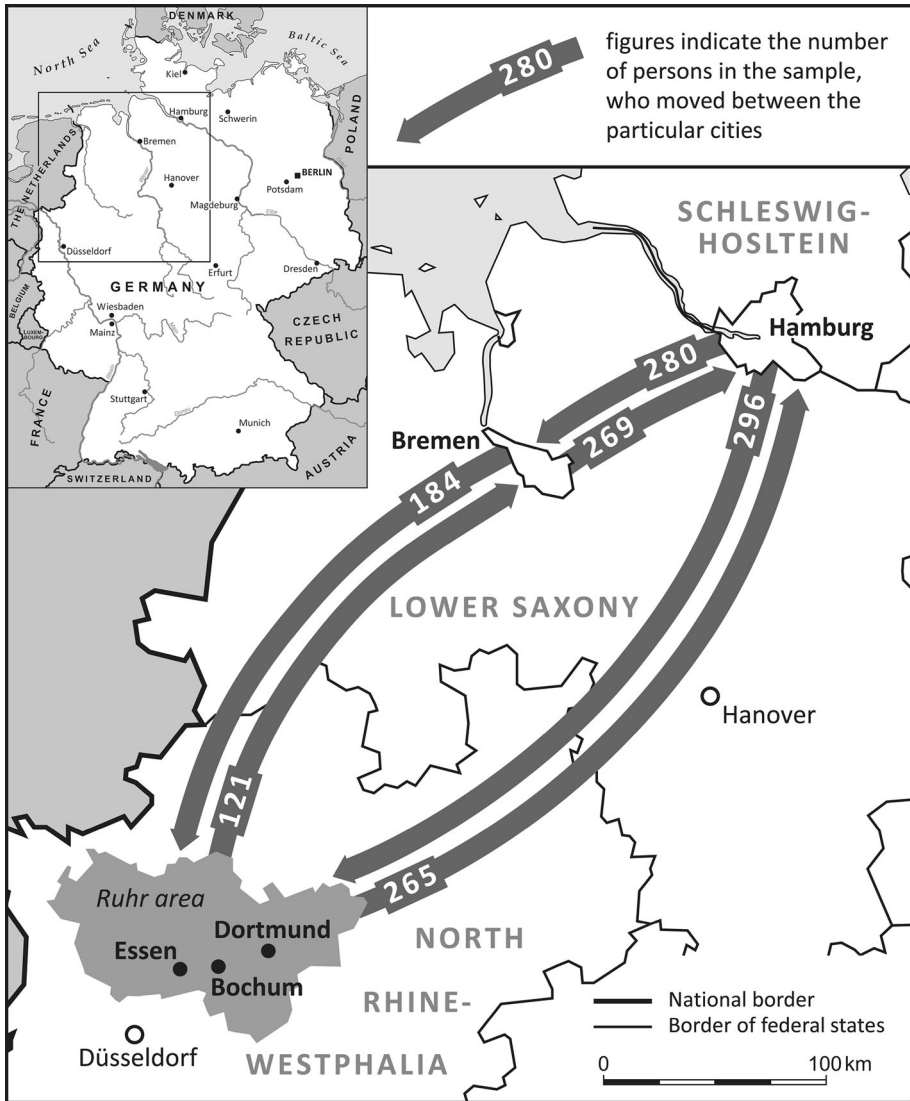 DENMARK
North Sea
Baltic Sea
Kiel
Hamburg
Schwerin
Bremen
POLAND
THE NETHERLANDS
Hanover
BERLIN
Potsdam
Magdeburg
Elbe
Düsseldorf
Erfurt
Dresden
GERMANY
BELGIUM
Wiesbaden
Mainz
LUXEM-
BOURG
CZECH
REPUBLIC
FRANCE
Stuttgart
Danube
Munich
AUSTRIA
SWITZERLAND
280
figures indicate the number
of persons in the sample,
who moved between the
particular cities
SCHLESWIG-
HOSLTEIN
Hamburg
280
269
296
Bremen
184
LOWER SAXONY
Hanover
121
265
Ruhr area
Dortmund
Essen
Bochum
Düsseldorf
NORTH
RHINE-
WESTPHALIA
National border
Border of federal states
0
100 km